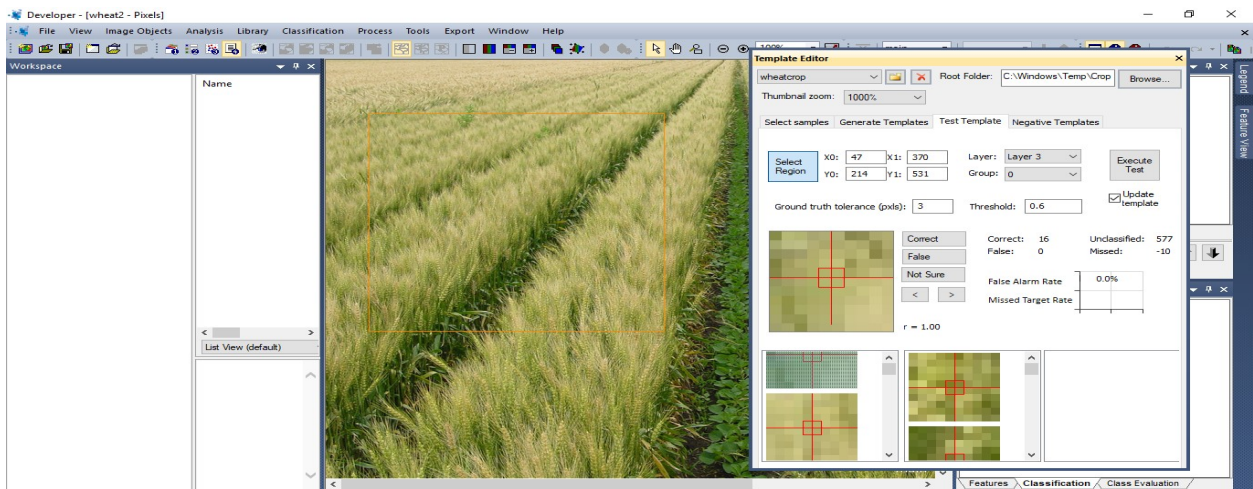 Developer - [wheat2 - Pixels]
File View Image Objects Analysis Library Classification Process Tools Export Window Help
Workspace
Name
List View (default)
Template Editor
wheatcrop Root Folder: C:\Windows\Temp\Crop Browse...
Thumbnail zoom: 1000%
Select samples Generate Templates Test Template Negative Templates
Select Region X0: 47 X1: 370 Layer: Layer 3 Execute Test
Y0: 214 Y1: 531 Group: 0
Update template
Ground truth tolerance (pxls): 3 Threshold: 0.6
Correct Correct: 16 Unclassified: 577
False False: 0 Missed: -10
Not Sure
< > False Alarm Rate 0.0%
Missed Target Rate
r = 1.00
Legend
Feature View
Features Classification Class Evaluation